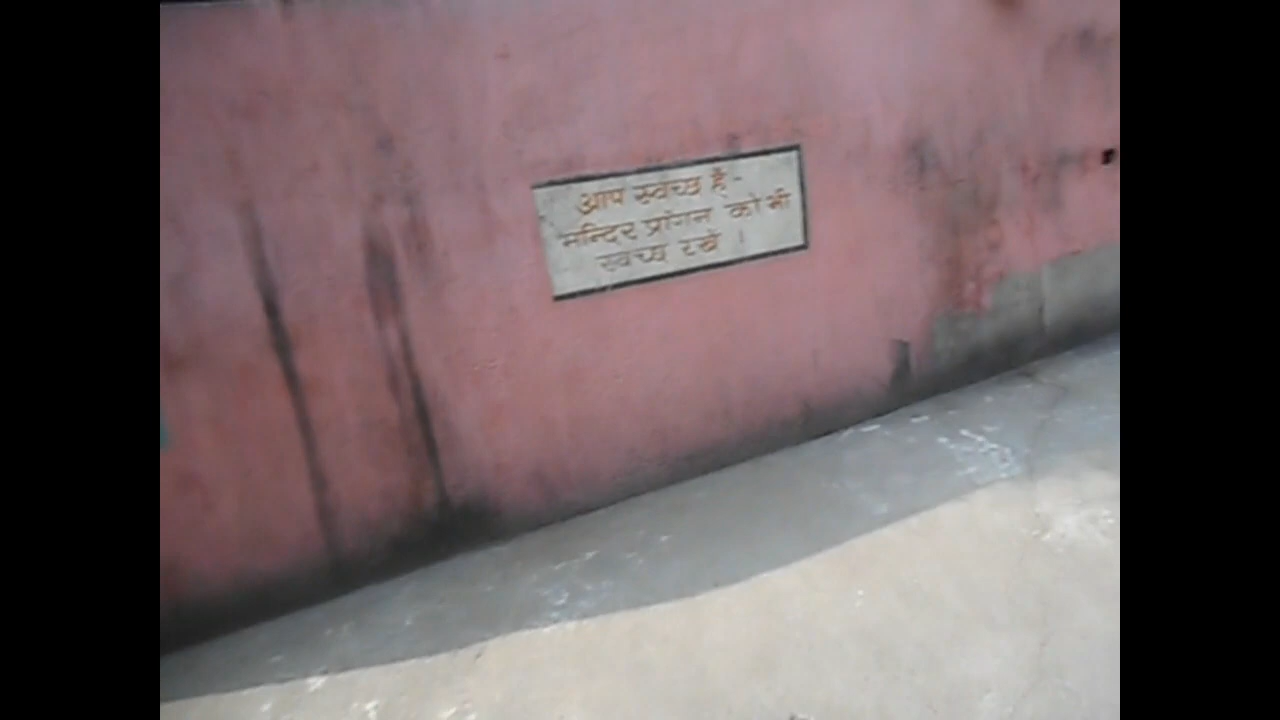 आप स्वच्छ हैं -
मन्दिर प्रांगन को भी
स्वच्छ रखें |